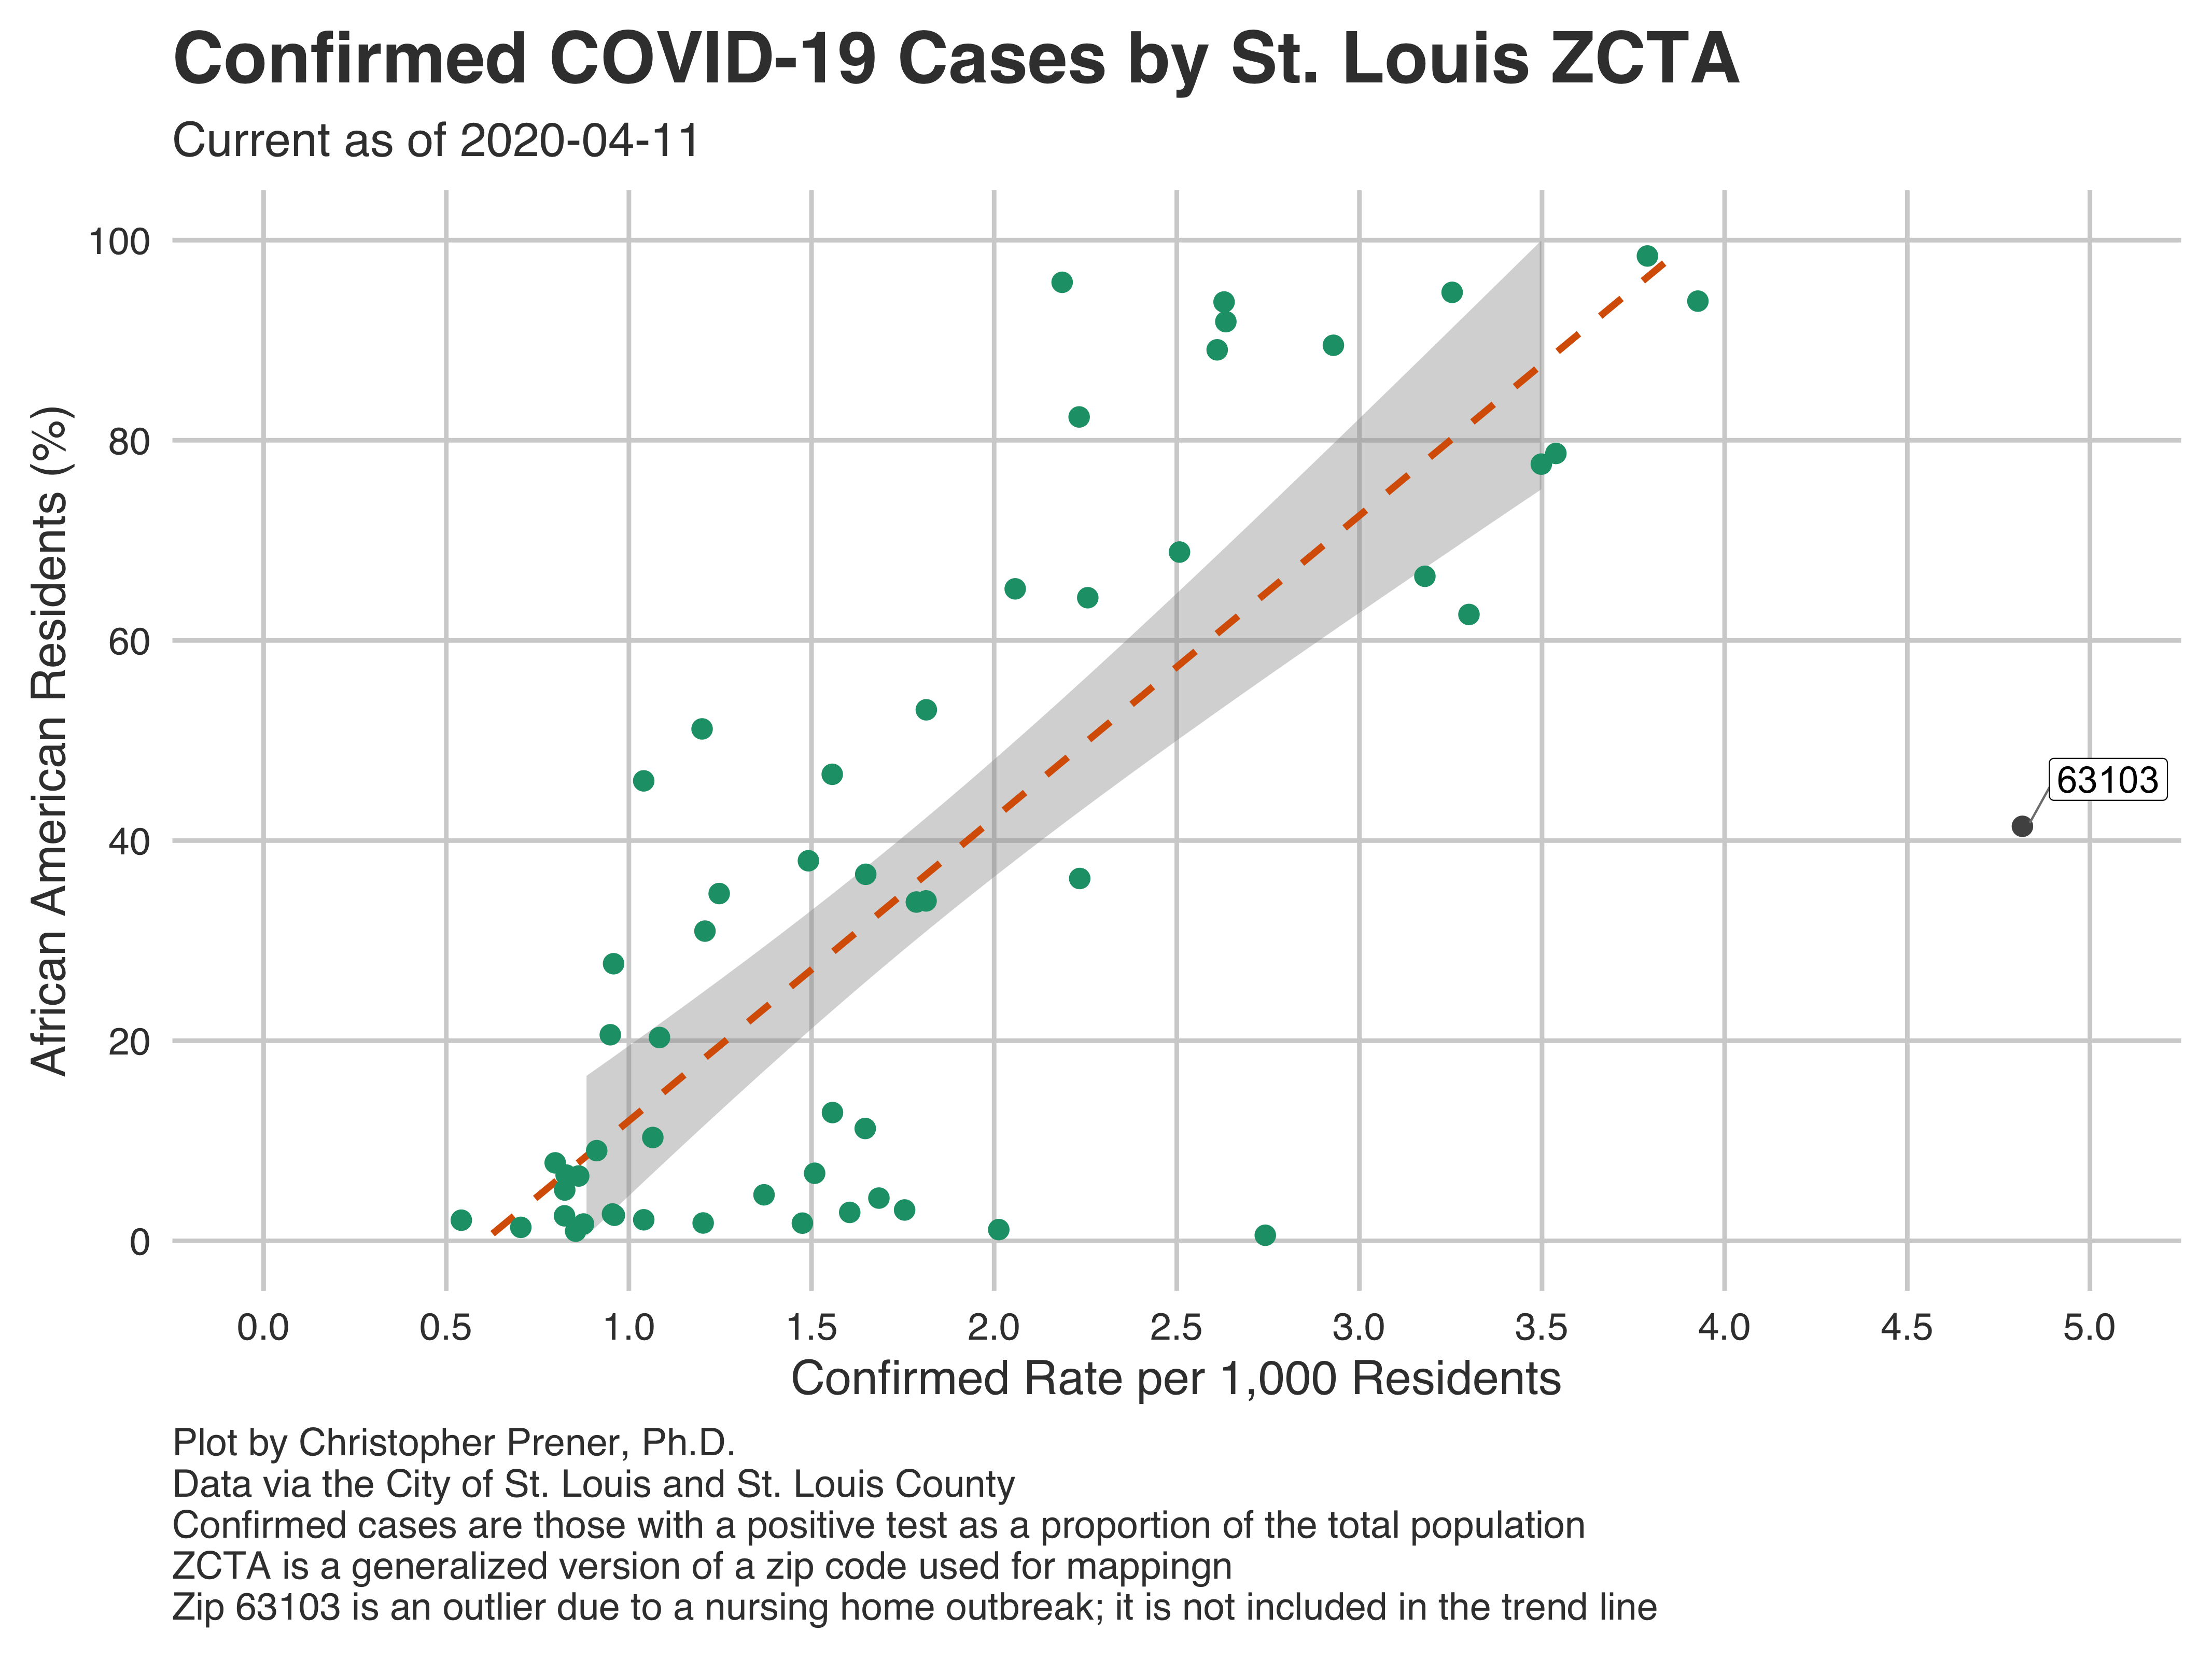 Confirmed COVID-19 Cases by St. Louis ZCTA
Current as of 2020-04-11
African American Residents (%)
100
80
60
40
20
0
63103
0.0 0.5 1.0 1.5 2.0 2.5 3.0 3.5 4.0 4.5 5.0
Confirmed Rate per 1,000 Residents
Plot by Christopher Prener, Ph.D.
Data via the City of St. Louis and St. Louis County
Confirmed cases are those with a positive test as a proportion of the total population
ZCTA is a generalized version of a zip code used for mappingn
Zip 63103 is an outlier due to a nursing home outbreak; it is not included in the trend line